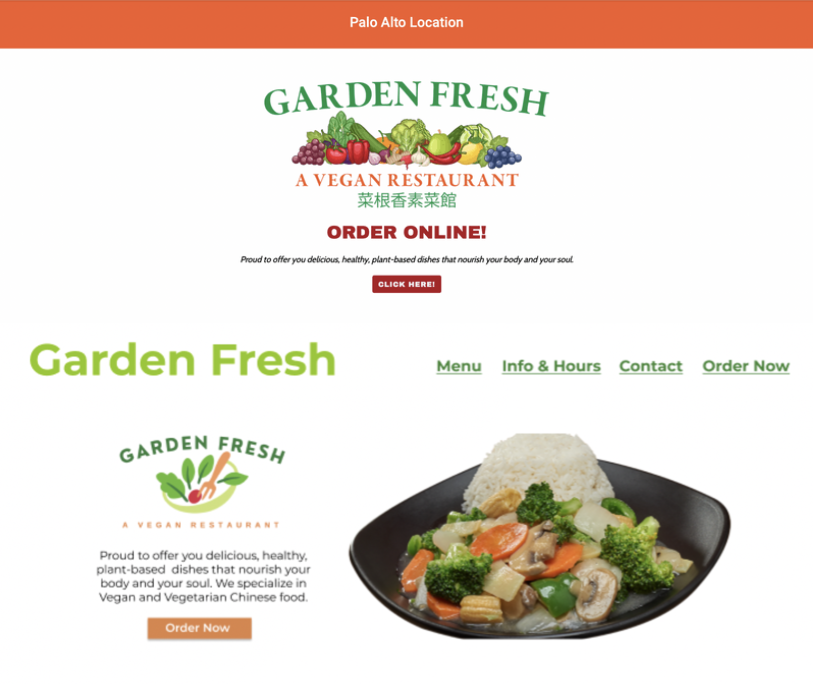 Palo Alto Location
GARDEN FRESH
A VEGAN RESTAURANT
菜根香素菜館
ORDER ONLINE!
Proud to offer you delicious, healthy, plant-based dishes that nourish your body and your soul.
CLICK HERE!
Garden Fresh
Menu Info & Hours Contact Order Now
GARDEN FRESH
A VEGAN RESTAURANT
Proud to offer you delicious, healthy,
plant-based dishes that nourish your
body and your soul. We specialize in
Vegan and Vegetarian Chinese food.
Order Now